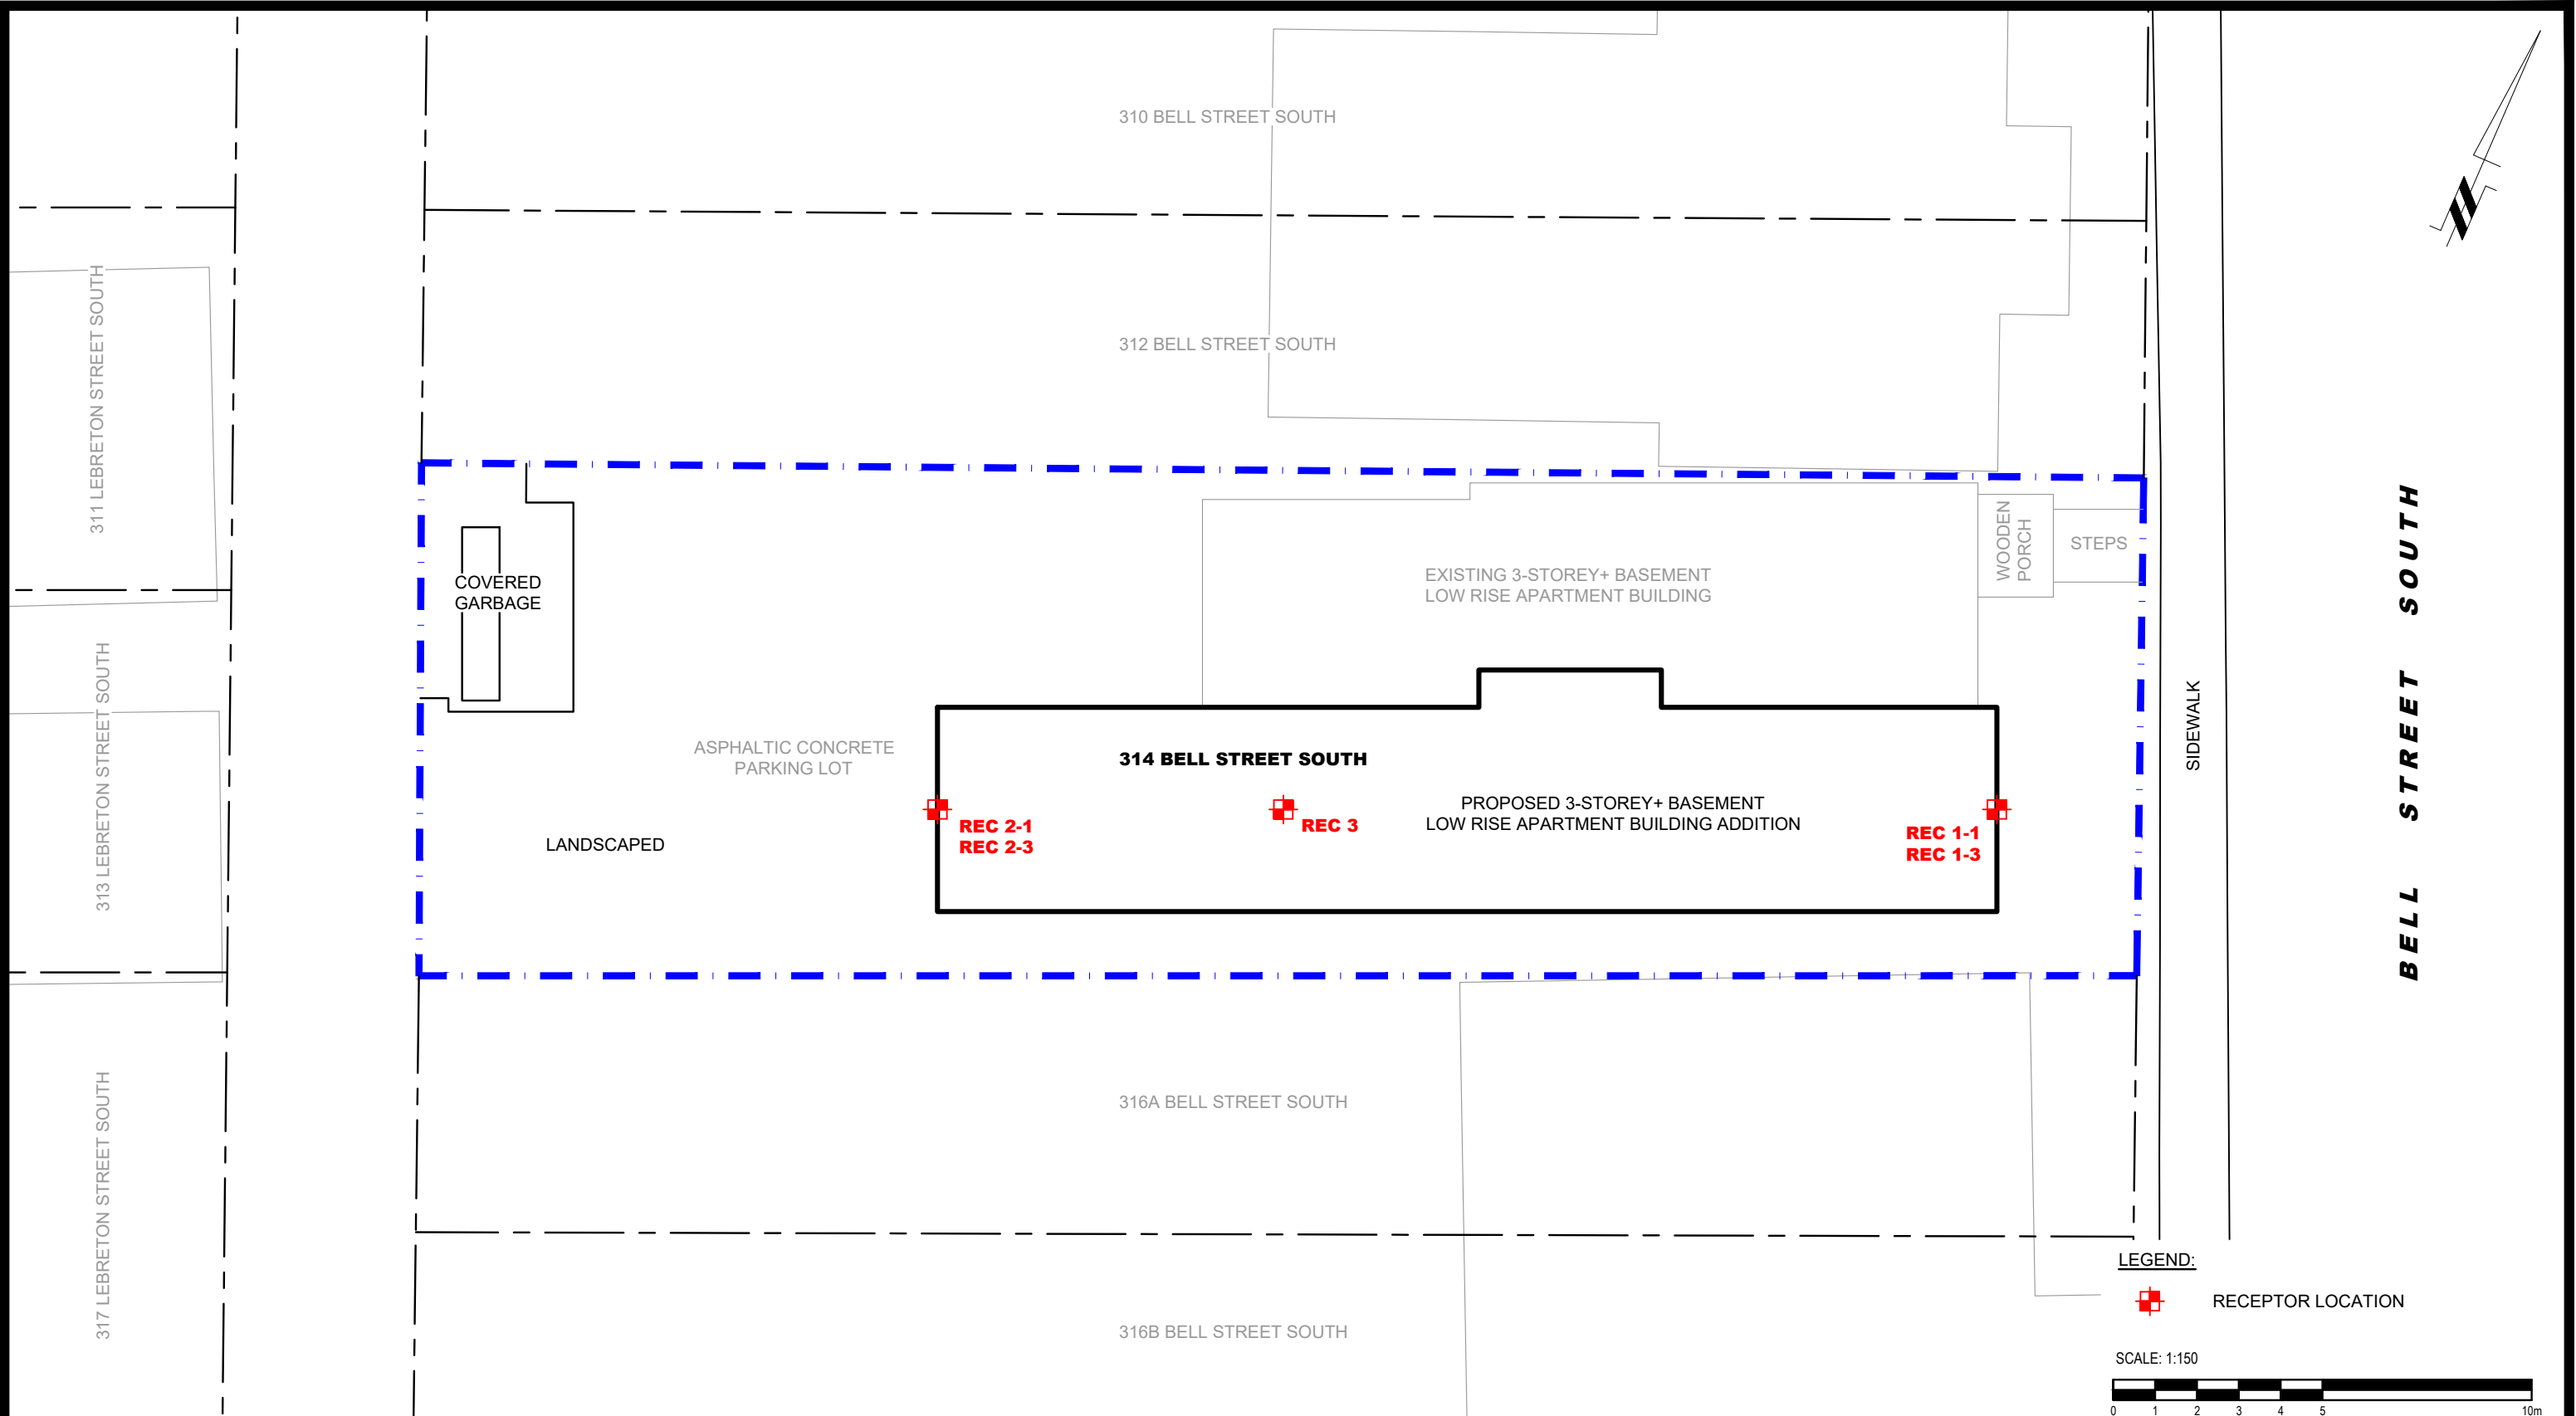 310 BELL STREET SOUTH
312 BELL STREET SOUTH
311 LEBRETON STREET SOUTH
COVERED
GARBAGE
EXISTING 3-STOREY+ BASEMENT
LOW RISE APARTMENT BUILDING
WOODEN
PORCH
STEPS
313 LEBRETON STREET SOUTH
ASPHALTIC CONCRETE
PARKING LOT
LANDSCAPED
314 BELL STREET SOUTH
PROPOSED 3-STOREY+ BASEMENT
LOW RISE APARTMENT BUILDING ADDITION
REC 2-1
REC 2-3
REC 3
REC 1-1
REC 1-3
SIDEWALK
BELL STREET SOUTH
317 LEBRETON STREET SOUTH
316A BELL STREET SOUTH
316B BELL STREET SOUTH
LEGEND:
RECEPTOR LOCATION
SCALE: 1:150
0 1 2 3 4 5 10m